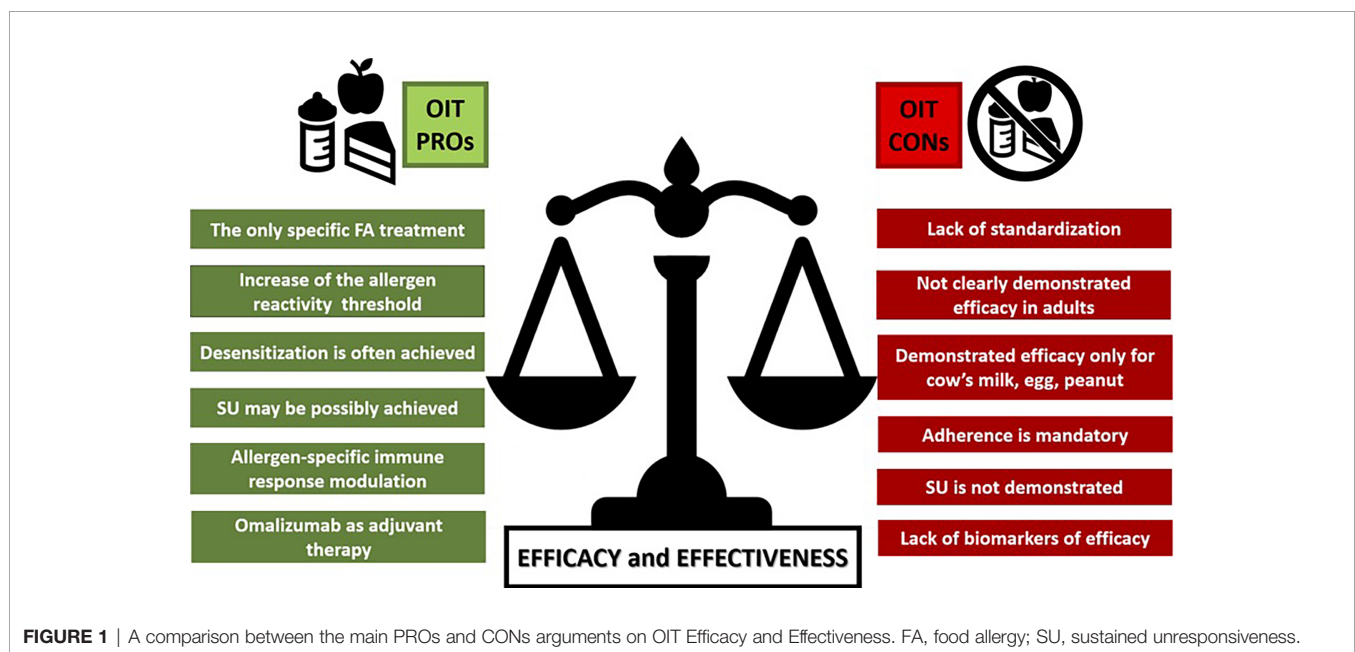 OIT
PROs
The only specific FA treatment
Increase of the allergen
reactivity threshold
Desensitization is often achieved
SU may be possibly achieved
Allergen-specific immune
response modulation
Omalizumab as adjuvant
therapy
OIT
CONs
Lack of standardization
Not clearly demonstrated
efficacy in adults
Demonstrated efficacy only for
cow's milk, egg, peanut
Adherence is mandatory
SU is not demonstrated
Lack of biomarkers of efficacy
EFFICACY and EFFECTIVENESS
FIGURE 1 | A comparison between the main PROs and CONs arguments on OIT Efficacy and Effectiveness. FA, food allergy; SU, sustained unresponsiveness.